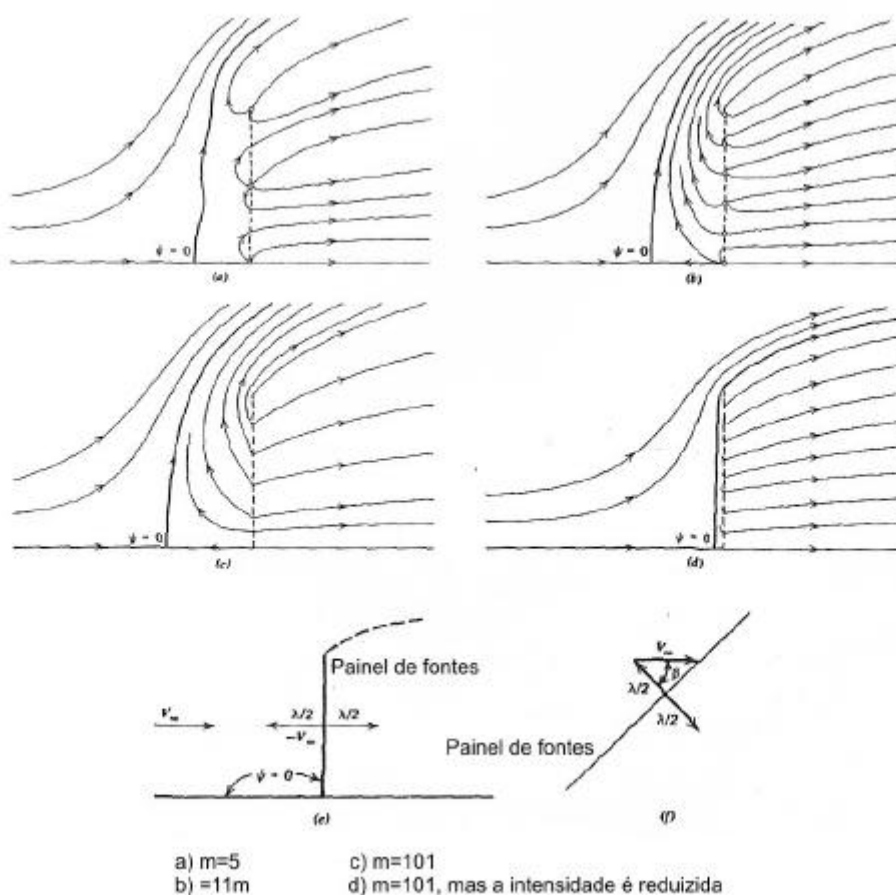 ψ = 0
(a)
ψ = 0
(b)
ψ = 0
(c)
ψ = 0
(d)
Painel de fontes
V∞
λ/2 λ/2
-V∞
ψ = 0
(e)
V∞
β
λ/2
λ/2
Painel de fontes
(f)
a) m=5 c) m=101
b) =11m d) m=101, mas a intensidade é reduizida